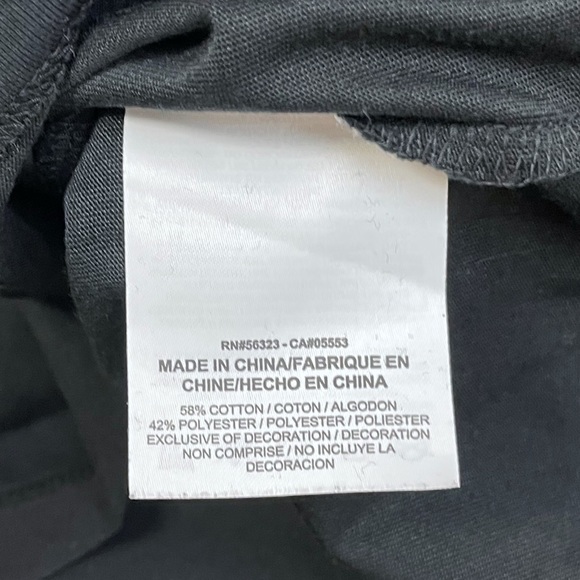 RN#56323 - CA#05553
MADE IN CHINA/FABRIQUE EN
CHINE/HECHO EN CHINA
58% COTTON / COTON / ALGODON
42% POLYESTER / POLYESTER / POLIESTER
EXCLUSIVE OF DECORATION / DECORATION
NON COMPRISE / NO INCLUYE LA
DECORACION